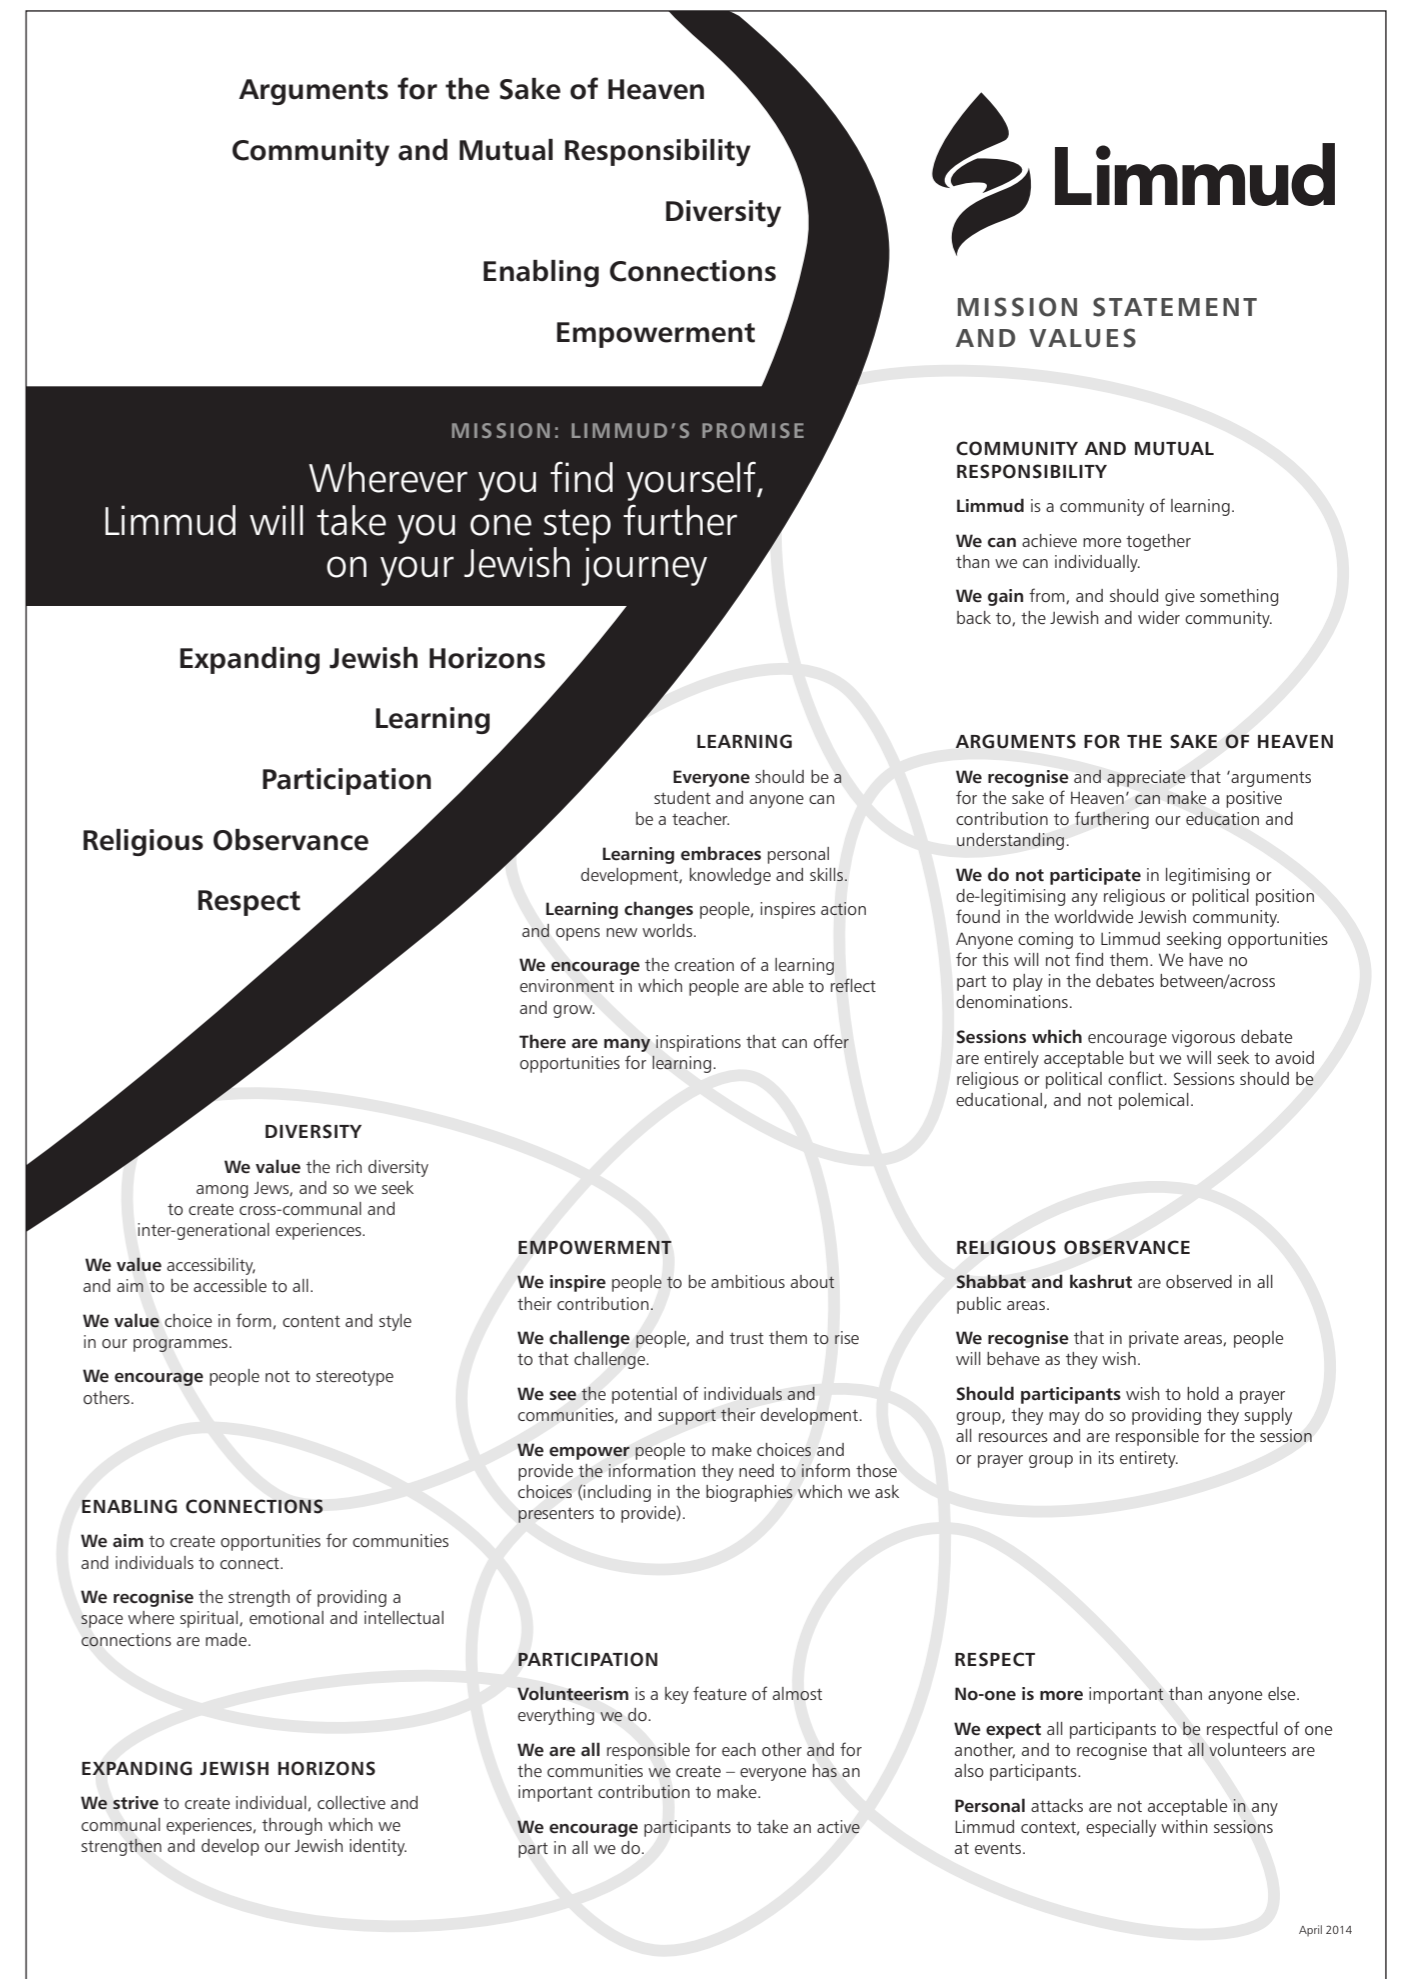 Arguments for the Sake of Heaven
Community and Mutual Responsibility
Diversity
Enabling Connections
Empowerment
MISSION: LIMMUD’S PROMISE
Wherever you find yourself,
Limmud will take you one step further
on your Jewish journey
Expanding Jewish Horizons
Learning
Participation
Religious Observance
Respect
Limmud
MISSION STATEMENT
AND VALUES
COMMUNITY AND MUTUAL
RESPONSIBILITY
Limmud is a community of learning.
We can achieve more together
than we can individually.
We gain from, and should give something
back to, the Jewish and wider community.
LEARNING
Everyone should be a
student and anyone can
be a teacher.
Learning embraces personal
development, knowledge and skills.
Learning changes people, inspires action
and opens new worlds.
We encourage the creation of a learning
environment in which people are able to reflect
and grow.
There are many inspirations that can offer
opportunities for learning.
ARGUMENTS FOR THE SAKE OF HEAVEN
We recognise and appreciate that ‘arguments
for the sake of Heaven’ can make a positive
contribution to furthering our education and
understanding.
We do not participate in legitimising or
de-legitimising any religious or political position
found in the worldwide Jewish community.
Anyone coming to Limmud seeking opportunities
for this will not find them. We have no
part to play in the debates between/across
denominations.
Sessions which encourage vigorous debate
are entirely acceptable but we will seek to avoid
religious or political conflict. Sessions should be
educational, and not polemical.
DIVERSITY
We value the rich diversity
among Jews, and so we seek
to create cross-communal and
inter-generational experiences.
We value accessibility,
and aim to be accessible to all.
We value choice in form, content and style
in our programmes.
We encourage people not to stereotype
others.
EMPOWERMENT
We inspire people to be ambitious about
their contribution.
We challenge people, and trust them to rise
to that challenge.
We see the potential of individuals and
communities, and support their development.
We empower people to make choices and
provide the information they need to inform those
choices (including in the biographies which we ask
presenters to provide).
RELIGIOUS OBSERVANCE
Shabbat and kashrut are observed in all
public areas.
We recognise that in private areas, people
will behave as they wish.
Should participants wish to hold a prayer
group, they may do so providing they supply
all resources and are responsible for the session
or prayer group in its entirety.
ENABLING CONNECTIONS
We aim to create opportunities for communities
and individuals to connect.
We recognise the strength of providing a
space where spiritual, emotional and intellectual
connections are made.
PARTICIPATION
Volunteerism is a key feature of almost
everything we do.
We are all responsible for each other and for
the communities we create – everyone has an
important contribution to make.
We encourage participants to take an active
part in all we do.
RESPECT
No-one is more important than anyone else.
We expect all participants to be respectful of one
another, and to recognise that all volunteers are
also participants.
Personal attacks are not acceptable in any
Limmud context, especially within sessions
at events.
EXPANDING JEWISH HORIZONS
We strive to create individual, collective and
communal experiences, through which we
strengthen and develop our Jewish identity.
April 2014